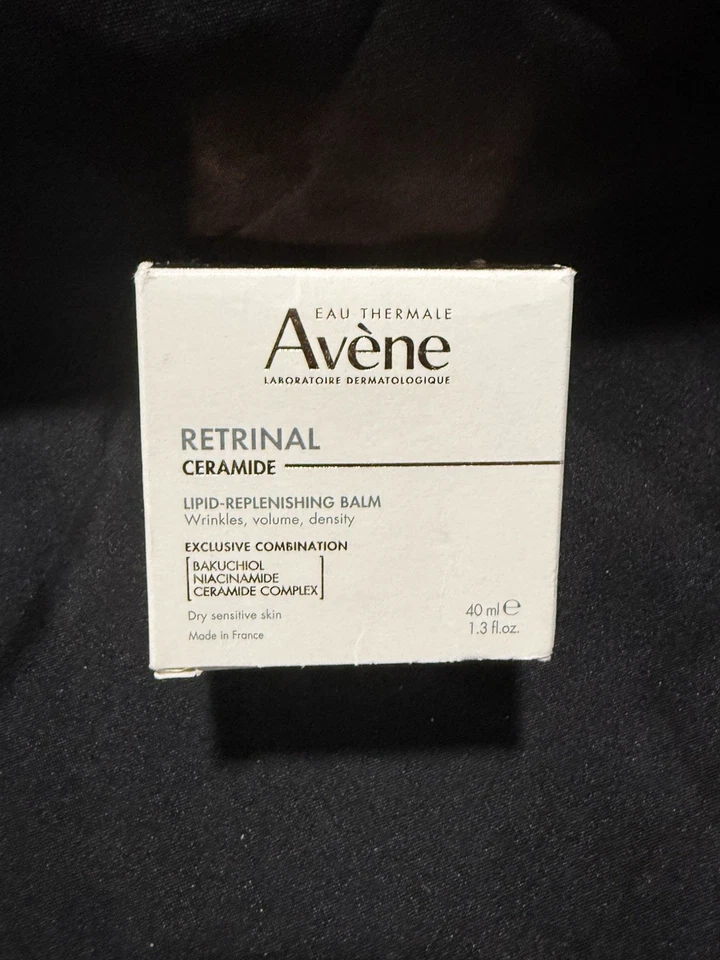 EAU THERMALE
Avène
LABORATOIRE DERMATOLOGIQUE
RETRINAL
CERAMIDE
LIPID-REPLENISHING BALM
Wrinkles, volume, density
EXCLUSIVE COMBINATION
BAKUCHIOL
NIACINAMIDE
CERAMIDE COMPLEX
Dry sensitive skin
Made in France
40 ml ℮
1.3 fl.oz.